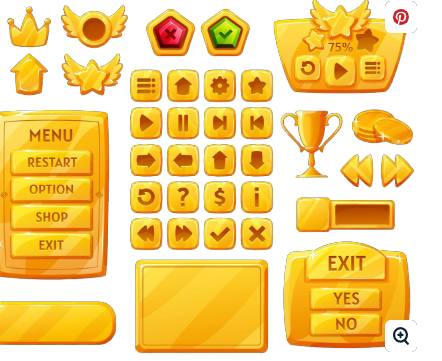 75%
MENU
RESTART
OPTION
SHOP
EXIT
?
$
i
EXIT
YES
NO